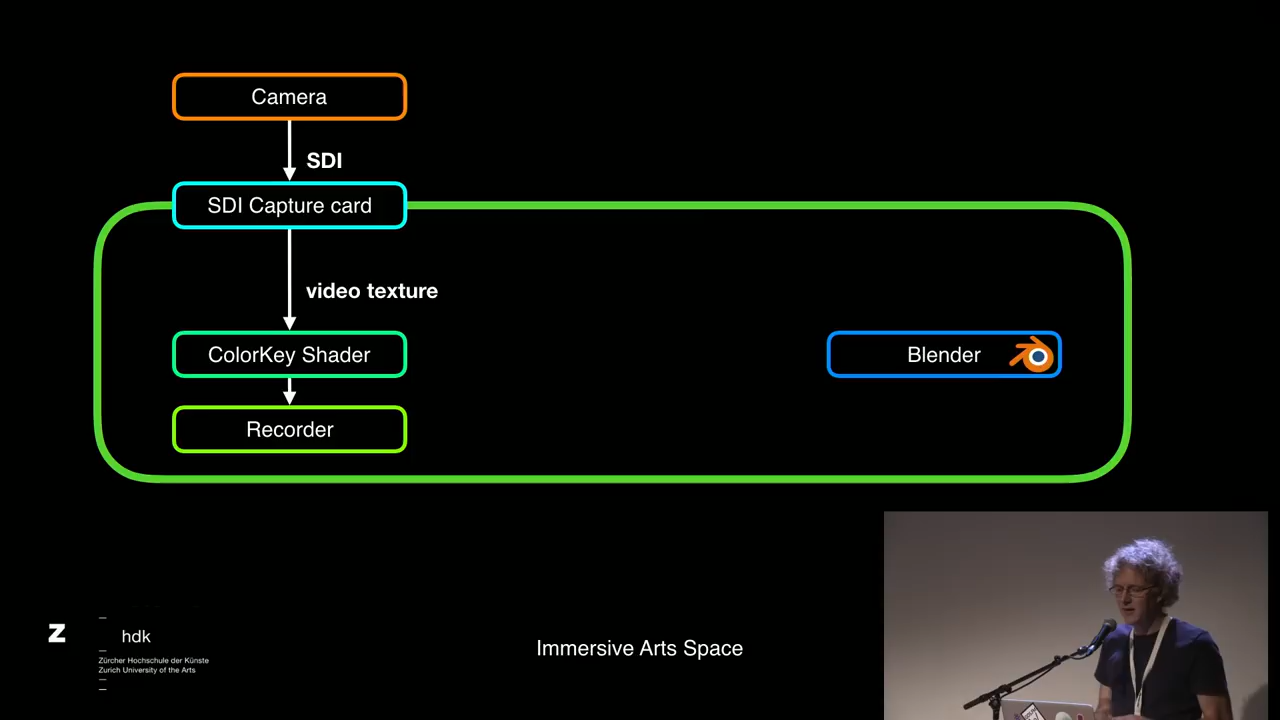 Camera
SDI
SDI Capture card
video texture
ColorKey Shader
Blender
Recorder
Z
hdk
Zürcher Hochschule der Künste
Zurich University of the Arts
Immersive Arts Space